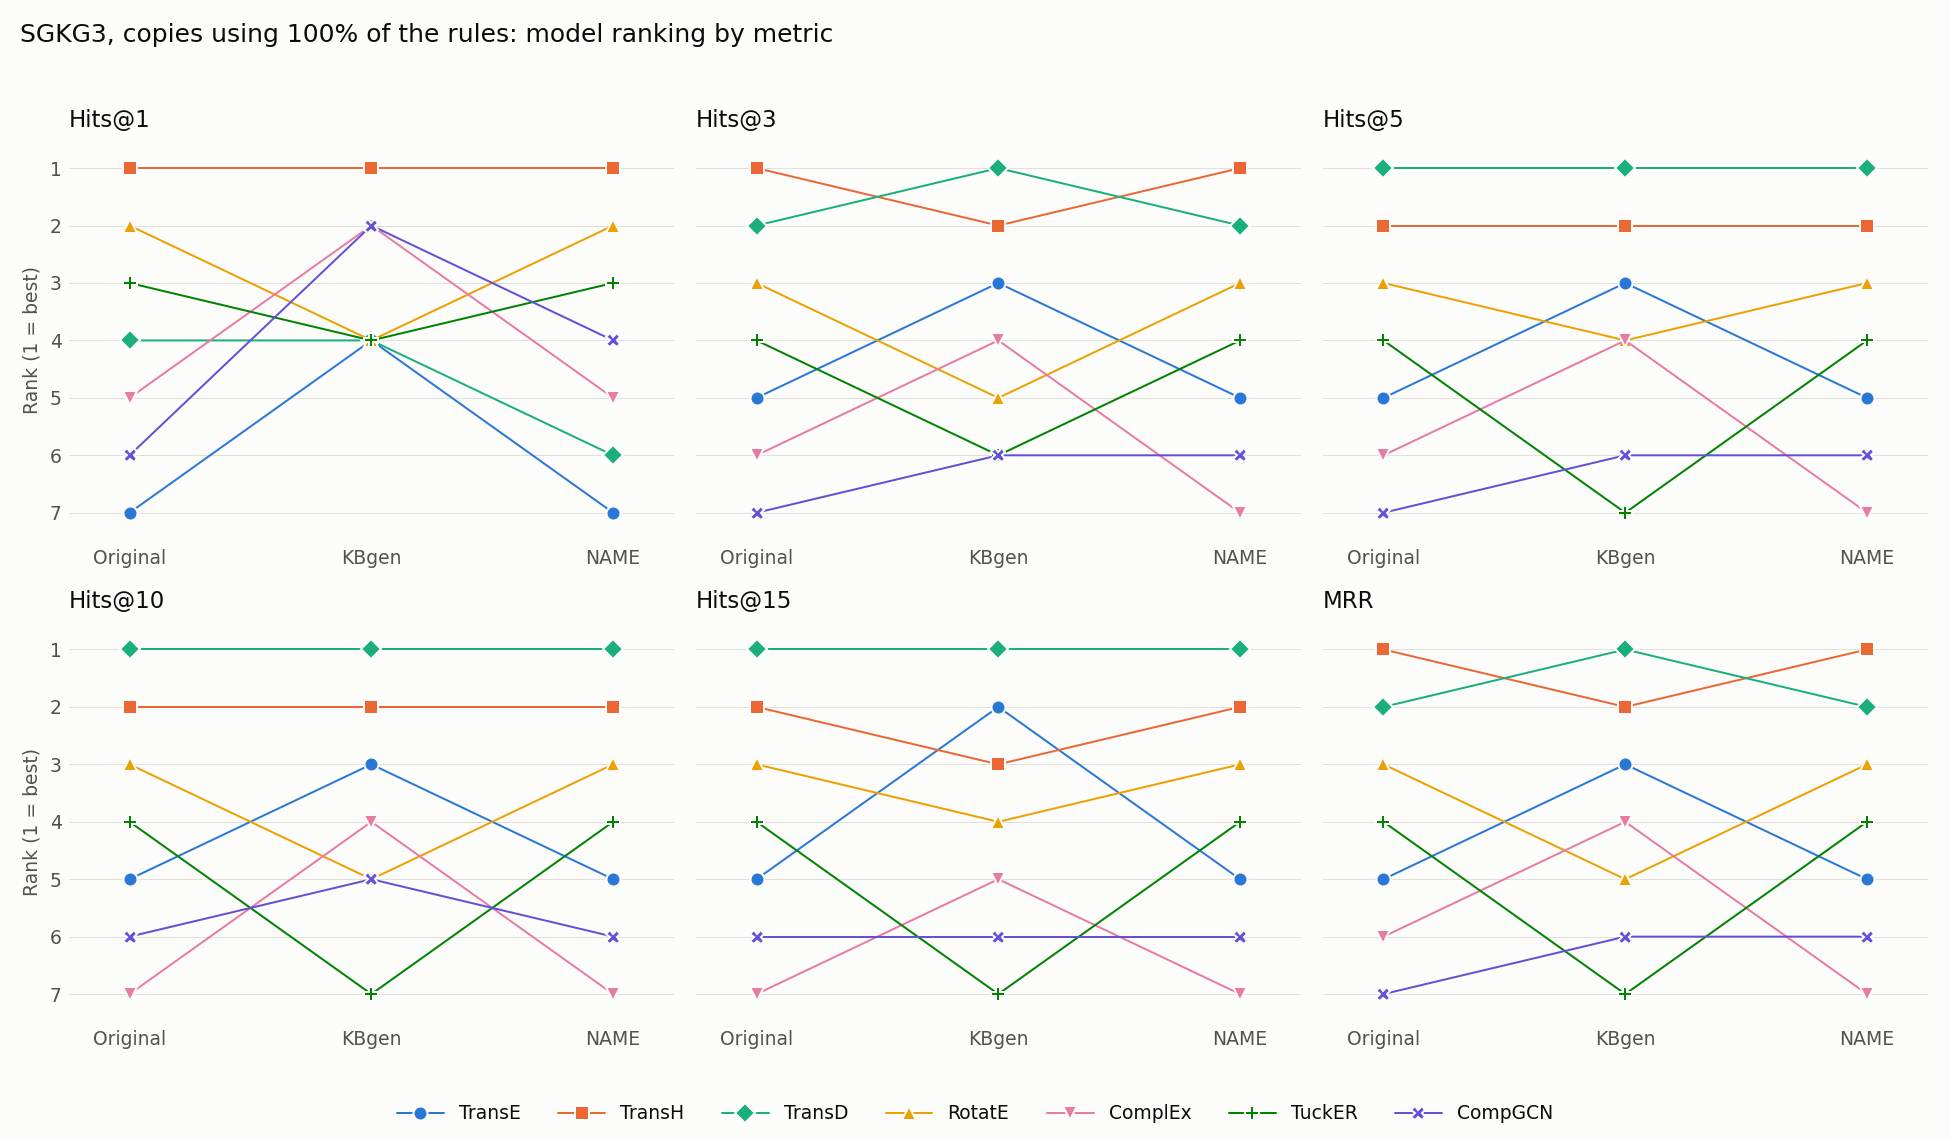 SGKG3, copies using 100% of the rules: model ranking by metric
Hits@1
Hits@3
Hits@5
Rank (1 = best)
1
2
3
4
5
6
7
Original KBgen NAME
Original KBgen NAME
Original KBgen NAME
Hits@10
Hits@15
MRR
Rank (1 = best)
1
2
3
4
5
6
7
Original KBgen NAME
Original KBgen NAME
Original KBgen NAME
TransE TransH TransD RotatE ComplEx TuckER CompGCN